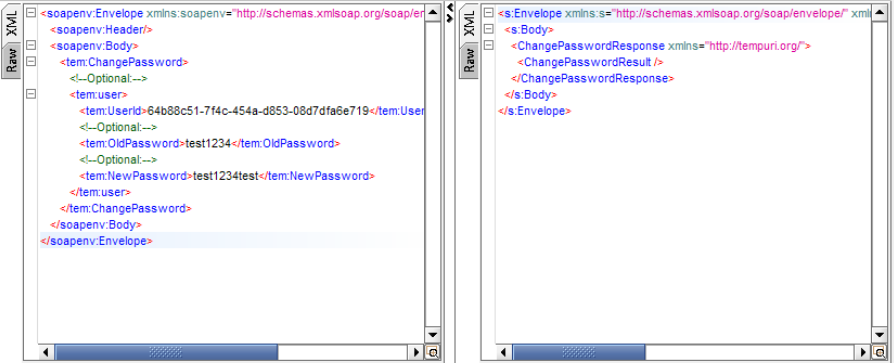 XML
Raw
<soapenv:Envelope xmlns:soapenv="http://schemas.xmlsoap.org/soap/en
<soapenv:Header/>
<soapenv:Body>
<tem:ChangePassword>
<!--Optional:-->
<tem:user>
<tem:UserId>64b88c51-7f4c-454a-d853-08d7dfa6e719</tem:User
<!--Optional:-->
<tem:OldPassword>test1234</tem:OldPassword>
<!--Optional:-->
<tem:NewPassword>test1234test</tem:NewPassword>
</tem:user>
</tem:ChangePassword>
</soapenv:Body>
</soapenv:Envelope>
XML
Raw
<s:Envelope xmlns:s="http://schemas.xmlsoap.org/soap/envelope/" xml
<s:Body>
<ChangePasswordResponse xmlns="http://tempuri.org/">
<ChangePasswordResult />
</ChangePasswordResponse>
</s:Body>
</s:Envelope>